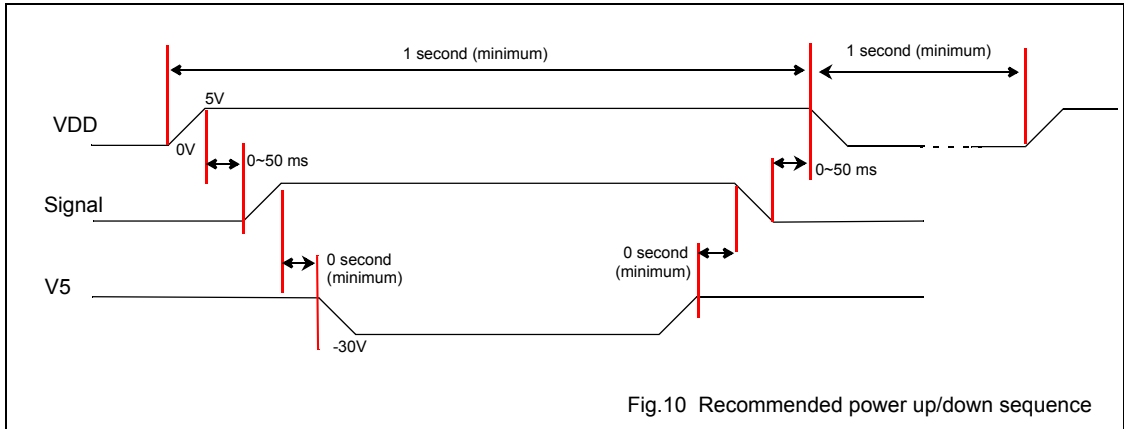 1 second (minimum)
1 second (minimum)
5V
VDD
0V
0~50 ms
0~50 ms
Signal
0 second
(minimum)
0 second
(minimum)
V5
-30V
Fig.10 Recommended power up/down sequence